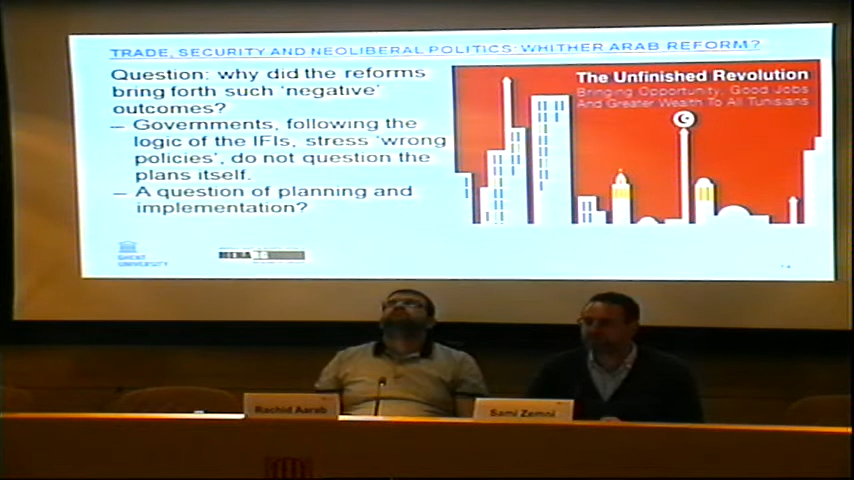 TRADE, SECURITY AND NEOLIBERAL POLITICS: WHITHER ARAB REFORM?
Question: why did the reforms
bring forth such 'negative'
outcomes?
– Governments, following the
logic of the IFIs, stress 'wrong
policies', do not question the
plans itself.
– A question of planning and
implementation?
The Unfinished Revolution
Bringing Opportunity, Good Jobs
And Greater Wealth To All Tunisians
GHENT
UNIVERSITY
Rachid Aarab
Sami Zemni